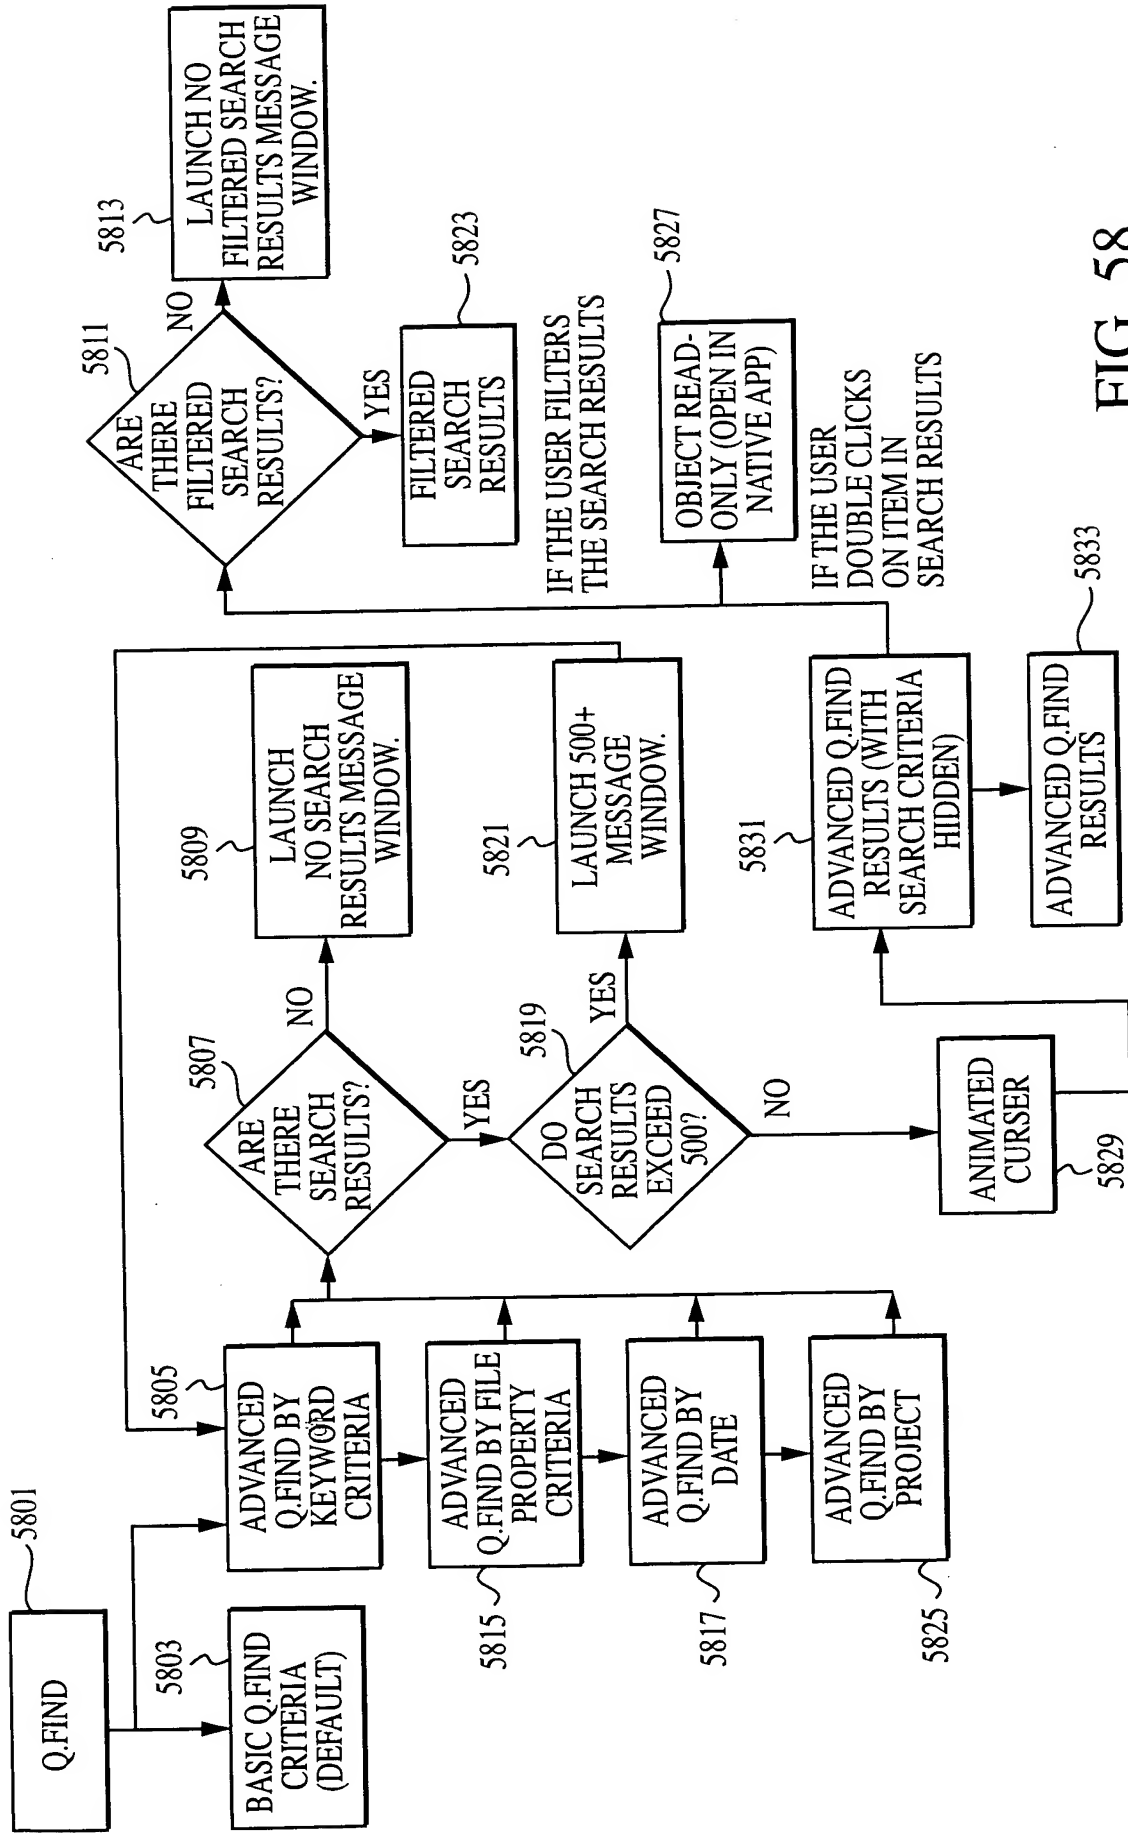 5801
Q.FIND
5803
BASIC Q.FIND
CRITERIA
(DEFAULT)
5805
ADVANCED
Q.FIND BY
KEYWORD
CRITERIA
5815
ADVANCED
Q.FIND BY FILE
PROPERTY
CRITERIA
5817
ADVANCED
Q.FIND BY
DATE
5825
ADVANCED
Q.FIND BY
PROJECT
5807
ARE
THERE
SEARCH
RESULTS?
NO
YES
5809
LAUNCH
NO SEARCH
RESULTS MESSAGE
WINDOW.
5819
DO
SEARCH
RESULTS
EXCEED
500?
YES
NO
5821
LAUNCH 500+
MESSAGE
WINDOW.
ANIMATED
CURSER
5829
5831
ADVANCED Q.FIND
RESULTS (WITH
SEARCH CRITERIA
HIDDEN)
ADVANCED Q.FIND
RESULTS
5833
5811
ARE
THERE
FILTERED
SEARCH
RESULTS?
NO
YES
5813
LAUNCH NO
FILTERED SEARCH
RESULTS MESSAGE
WINDOW.
5823
FILTERED
SEARCH
RESULTS
IF THE USER FILTERS
THE SEARCH RESULTS
5827
OBJECT READ-
ONLY (OPEN IN
NATIVE APP)
IF THE USER
DOUBLE CLICKS
ON ITEM IN
SEARCH RESULTS
FIG. 58